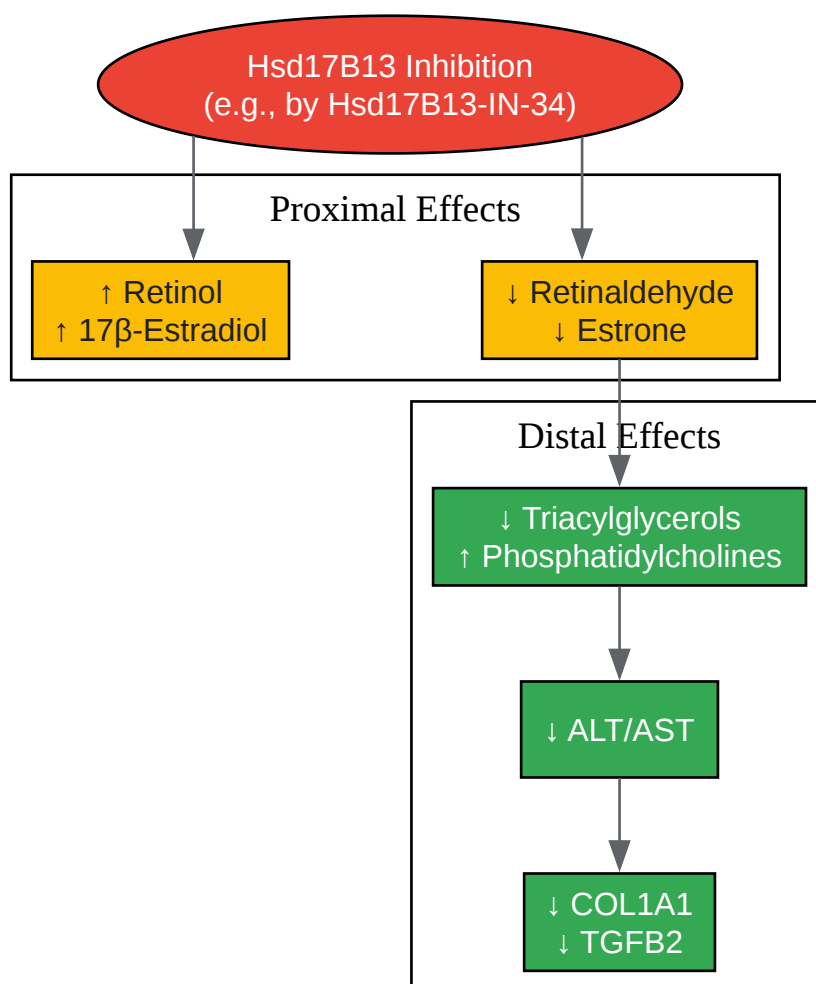 Hsd17B13 Inhibition
(e.g., by Hsd17B13-IN-34)
Proximal Effects
↑ Retinol
↑ 17β-Estradiol
↓ Retinaldehyde
↓ Estrone
Distal Effects
↓ Triacylglycerols
↑ Phosphatidylcholines
↓ ALT/AST
↓ COL1A1
↓ TGFB2